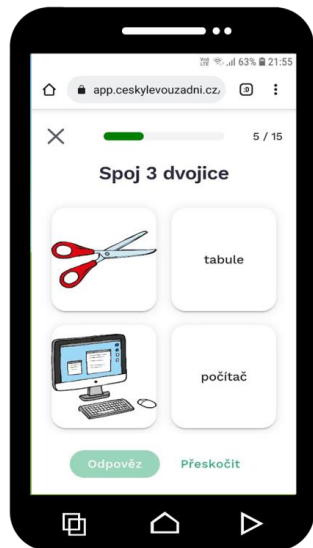 63% 21:55
app.ceskylevouzadni.cz/ :D
5 / 15
Spoj 3 dvojice
tabule
počítač
Odpověz Přeskočit